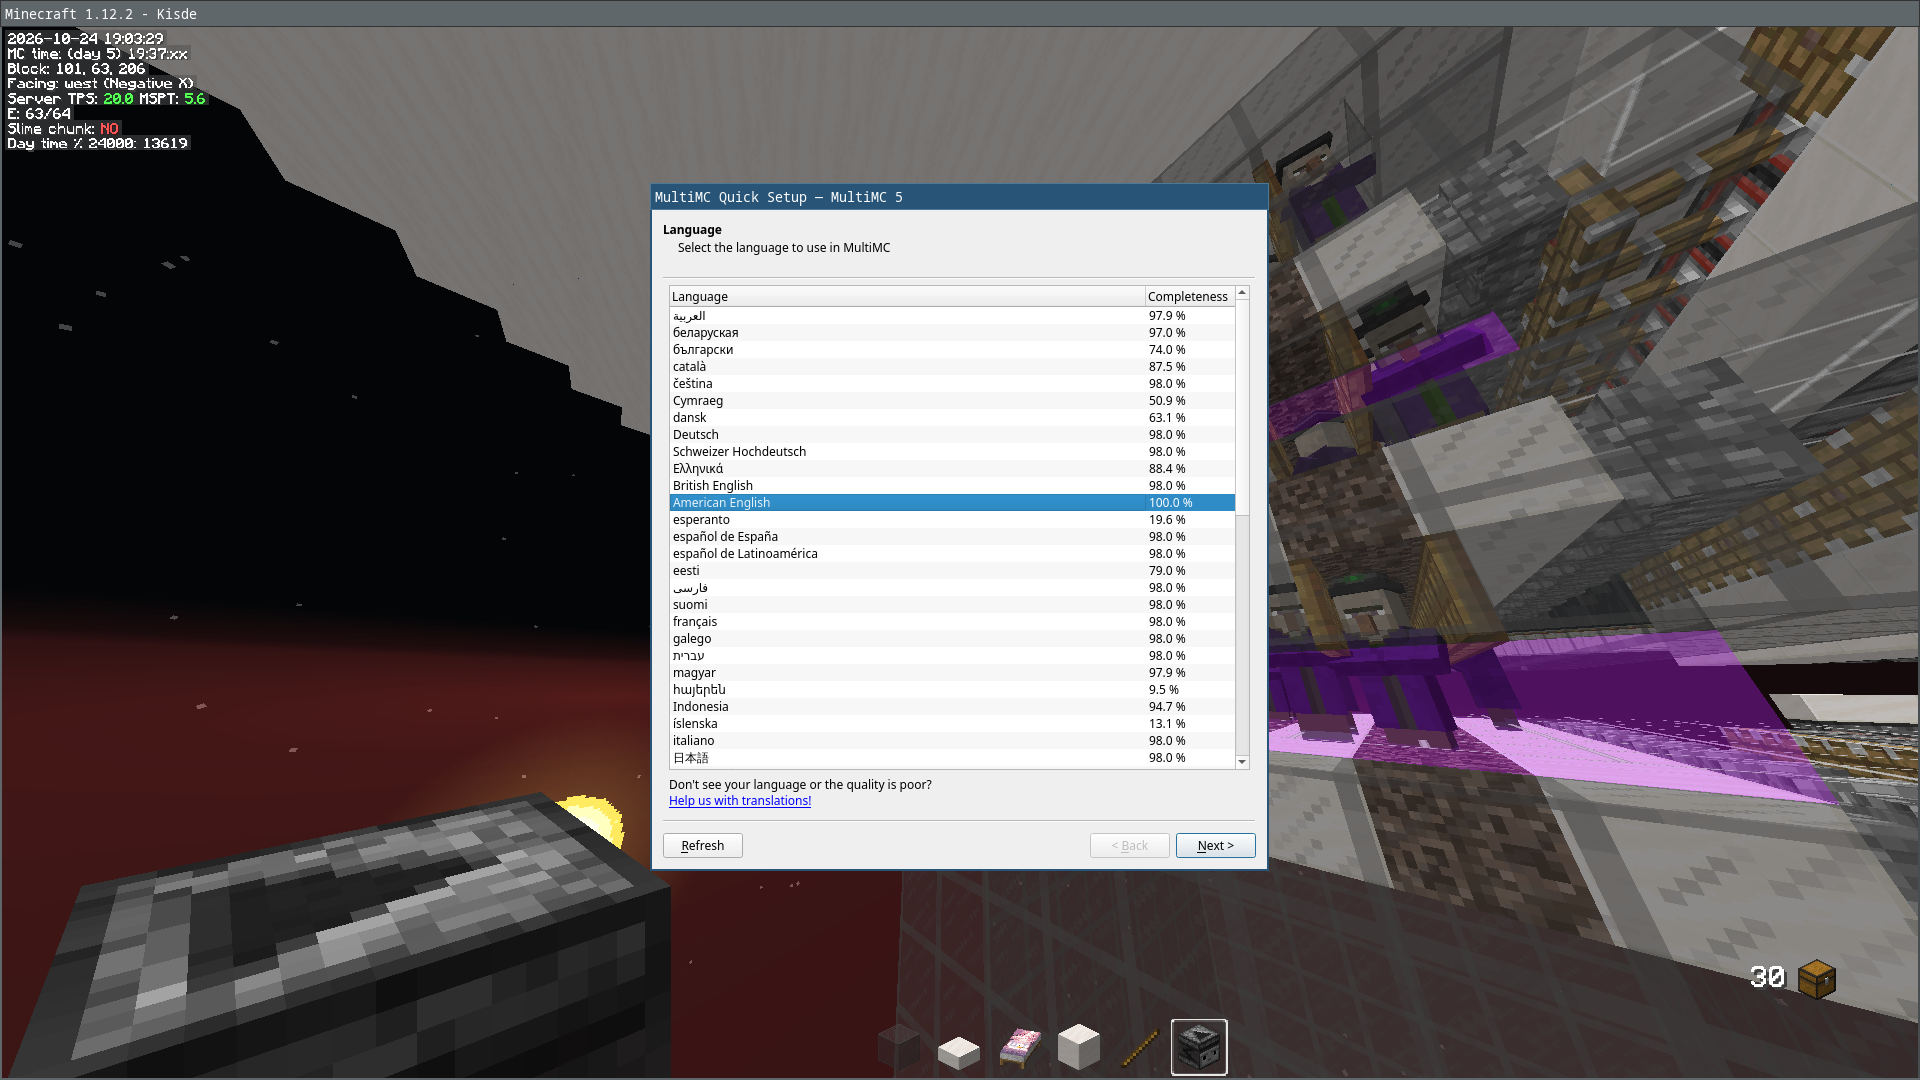 Minecraft 1.12.2 - Kisde
2026-10-24 19:03:29
MC time: (day 5) 19:37:xx
Block: 101, 63, 206
Facing: west (Negative X)
Server TPS: 20.0 MSPT: 5.6
E: 63/64
Slime chunk: NO
Day time % 24000: 13619
MultiMC Quick Setup — MultiMC 5
Language
Select the language to use in MultiMC
Language Completeness
العربية 97.9 %
беларуская 97.0 %
български 74.0 %
català 87.5 %
čeština 98.0 %
Cymraeg 50.9 %
dansk 63.1 %
Deutsch 98.0 %
Schweizer Hochdeutsch 98.0 %
Ελληνικά 88.4 %
British English 98.0 %
American English 100.0 %
esperanto 19.6 %
español de España 98.0 %
español de Latinoamérica 98.0 %
eesti 79.0 %
فارسی 98.0 %
suomi 98.0 %
français 98.0 %
galego 98.0 %
עברית 98.0 %
magyar 97.9 %
հայերեն 9.5 %
Indonesia 94.7 %
íslenska 13.1 %
italiano 98.0 %
日本語 98.0 %
Don't see your language or the quality is poor?
Help us with translations!
Refresh < Back Next >
30